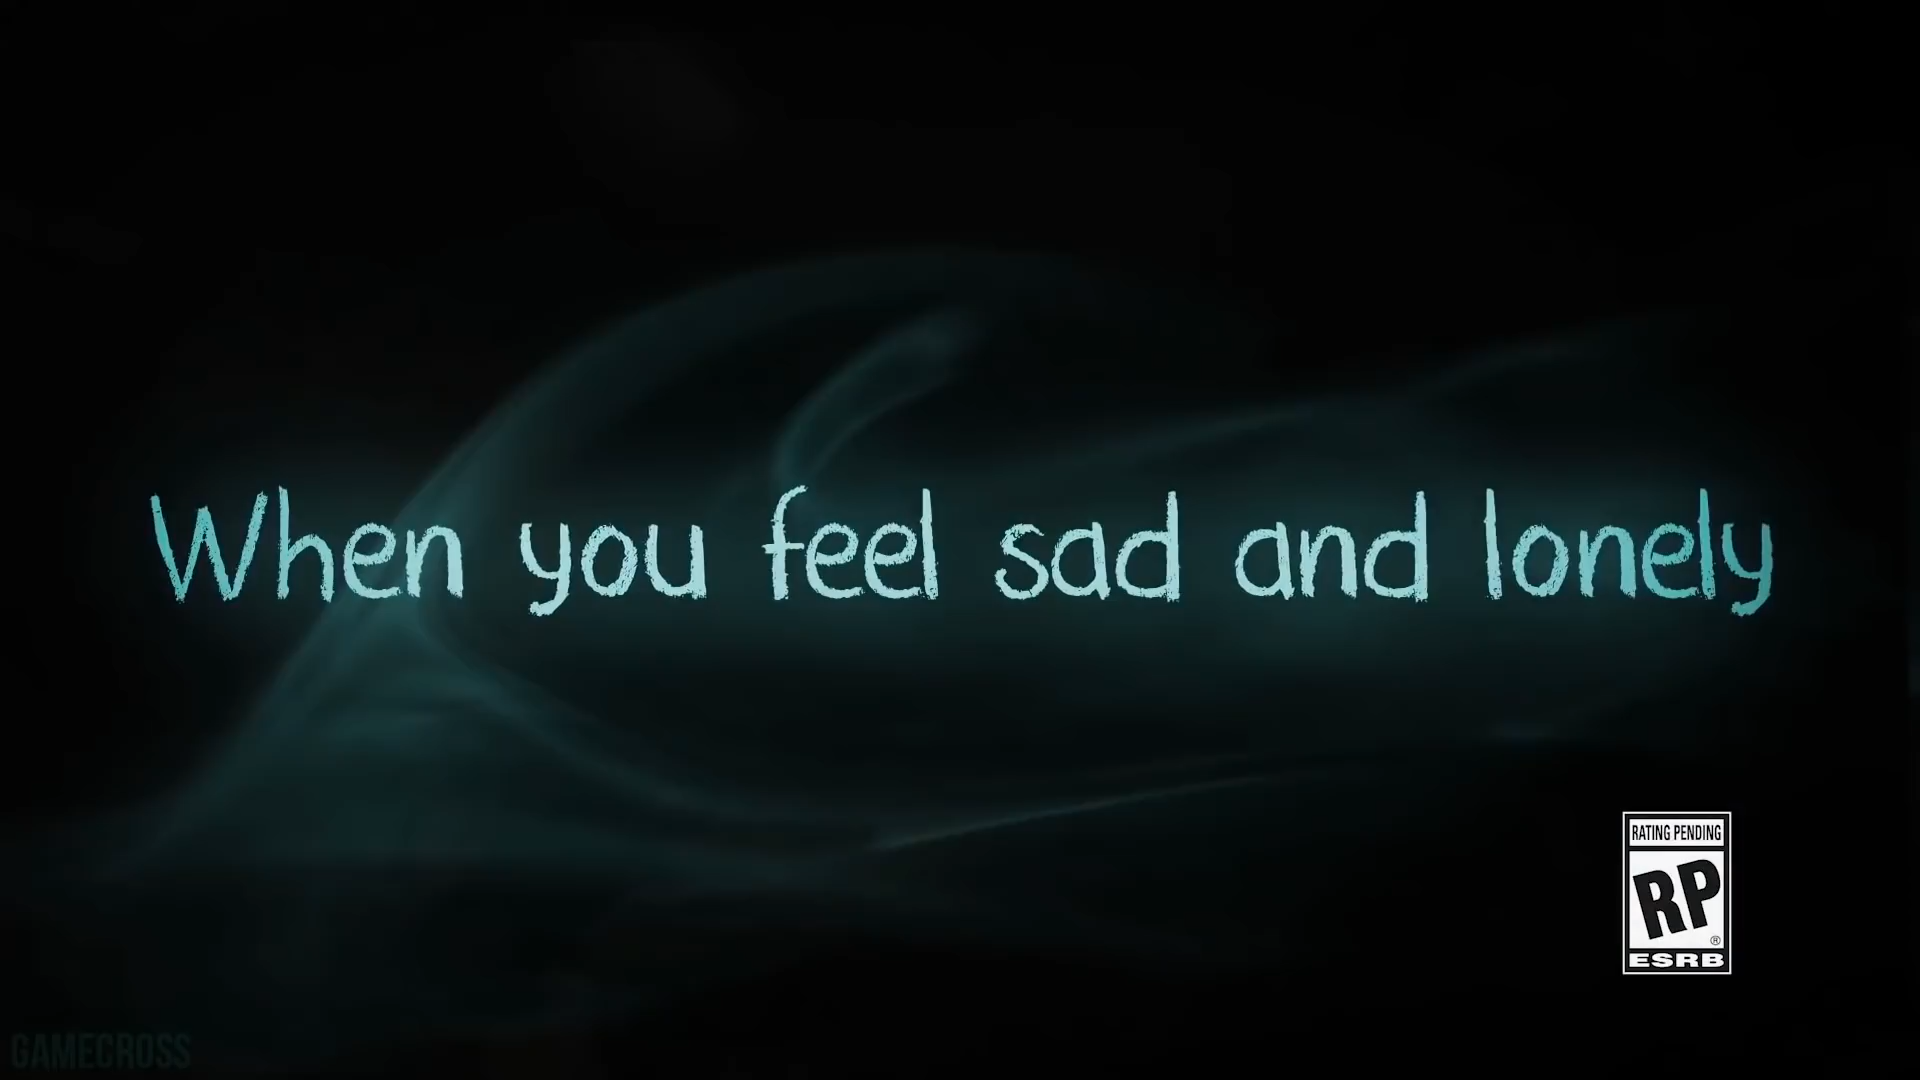 When you feel sad and lonely
RATING PENDING
RP®
ESRB
GAMECROSS